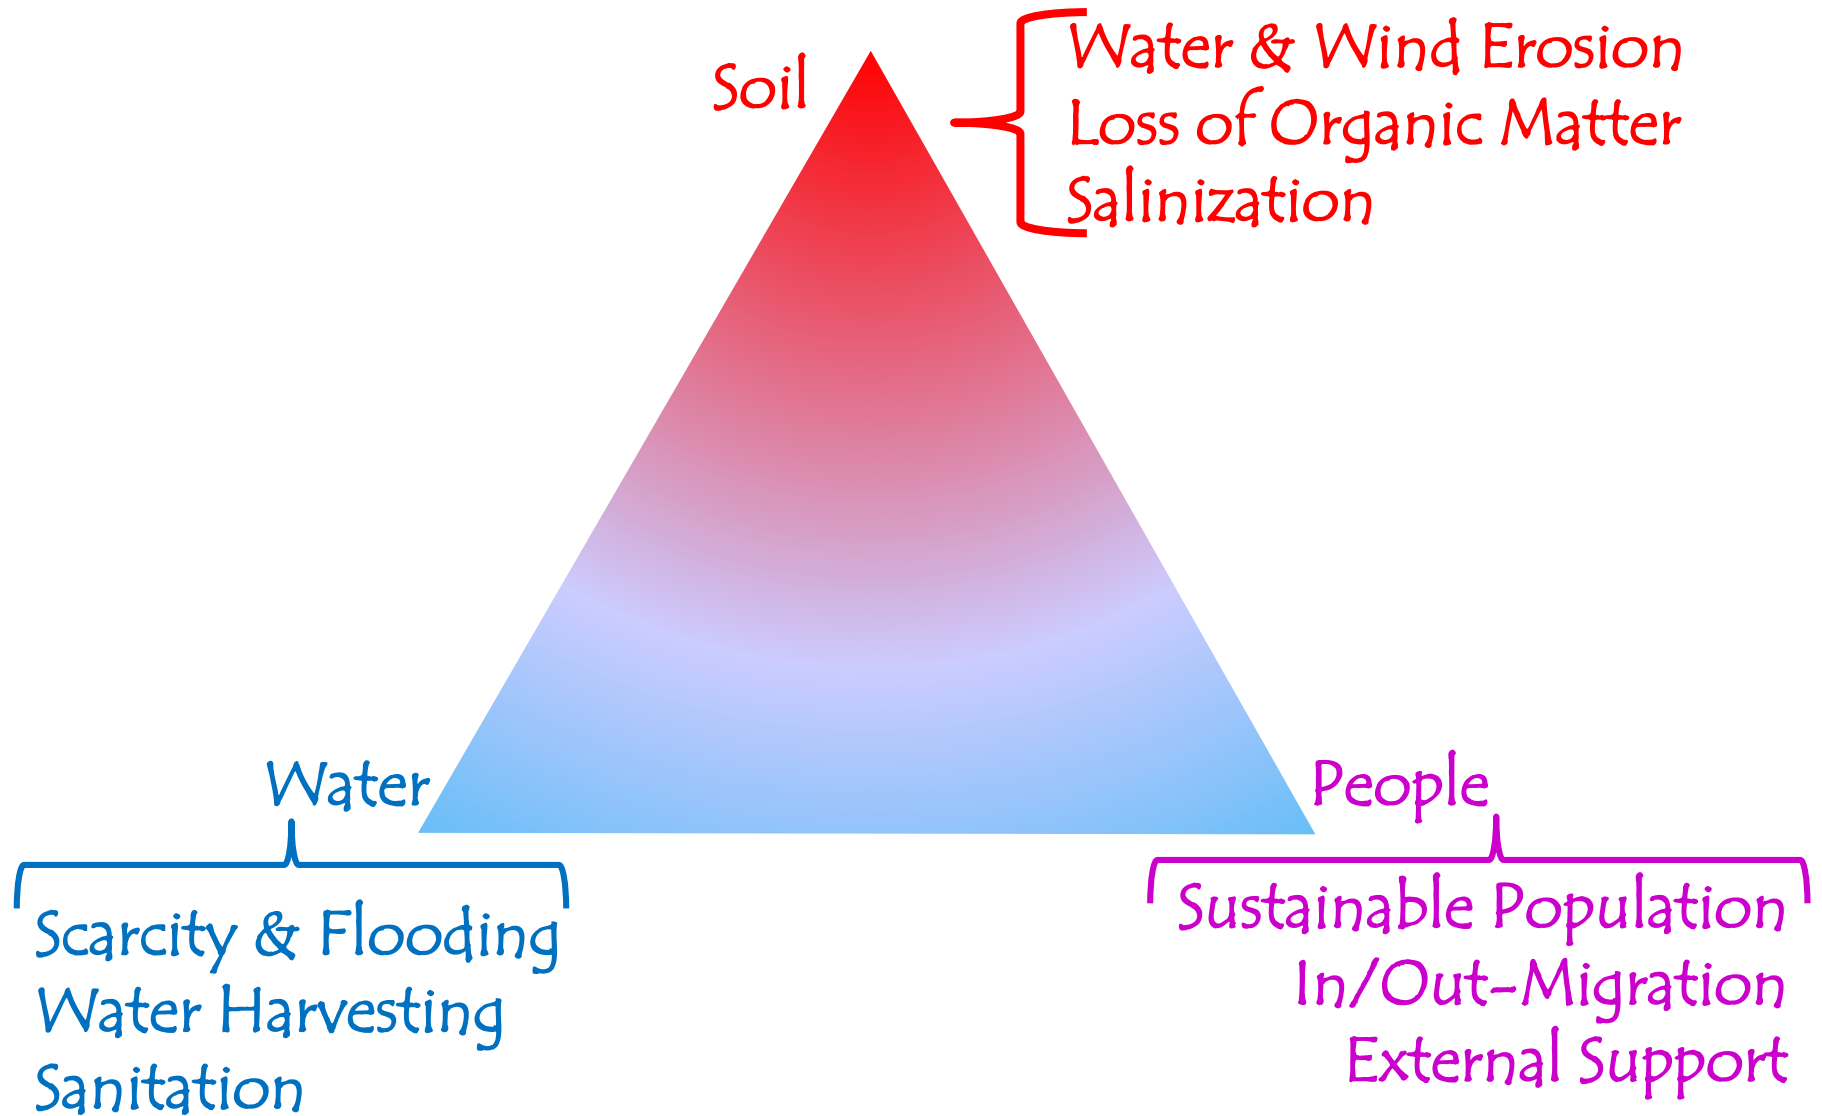 Soil
Water & Wind Erosion
Loss of Organic Matter
Salinization
Water
Scarcity & Flooding
Water Harvesting
Sanitation
People
Sustainable Population
In/Out-Migration
External Support